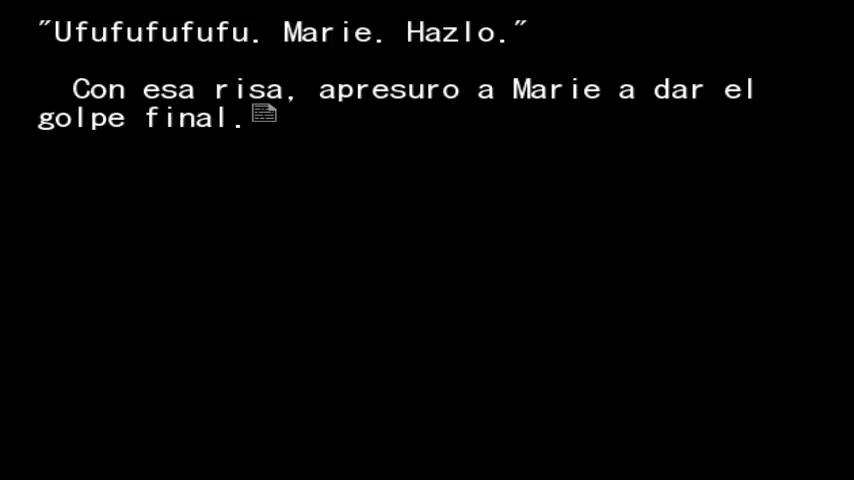 "Ufufufufufu. Marie. Hazlo."
Con esa risa, apresuro a Marie a dar el
golpe final.